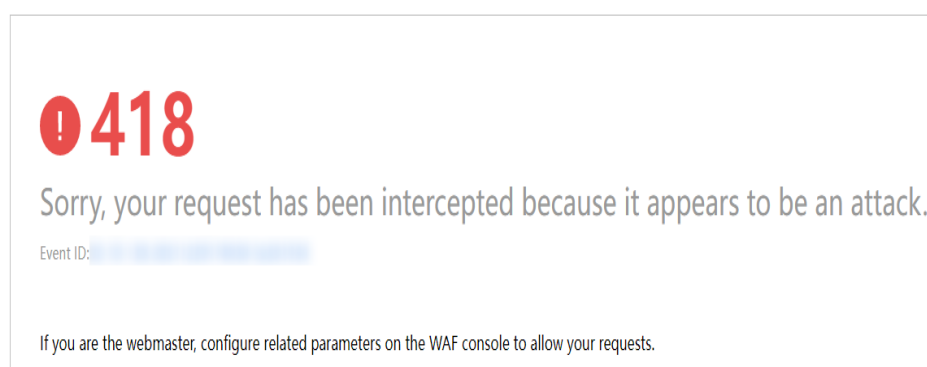 ! 418
Sorry, your request has been intercepted because it appears to be an attack.
Event ID:
If you are the webmaster, configure related parameters on the WAF console to allow your requests.